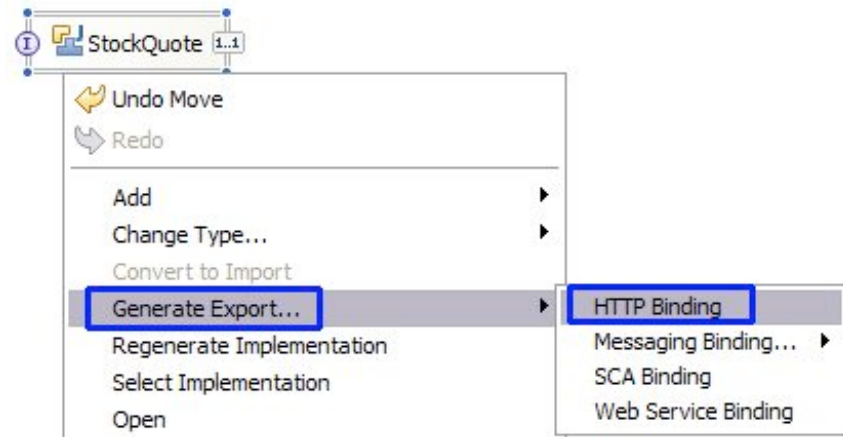 I StockQuote 1..1
Undo Move
Redo
Add
Change Type...
Convert to Import
Generate Export...
HTTP Binding
Regenerate Implementation
Messaging Binding...
Select Implementation
SCA Binding
Open
Web Service Binding